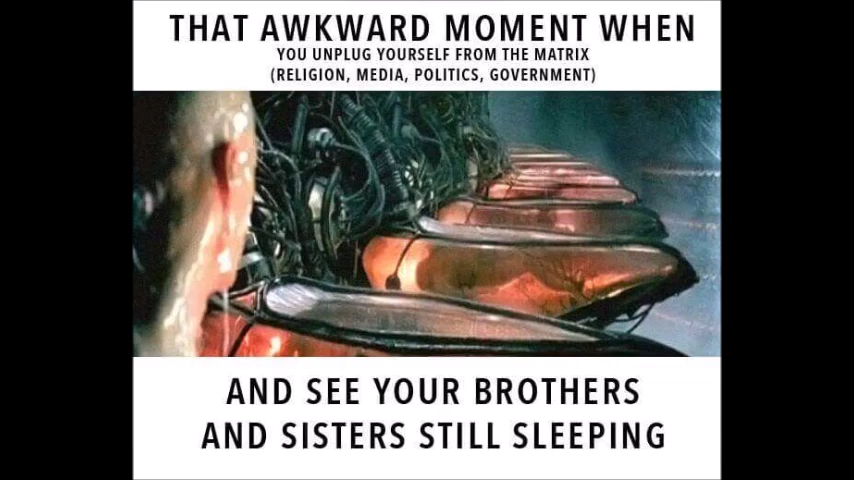 THAT AWKWARD MOMENT WHEN
YOU UNPLUG YOURSELF FROM THE MATRIX
(RELIGION, MEDIA, POLITICS, GOVERNMENT)
AND SEE YOUR BROTHERS
AND SISTERS STILL SLEEPING